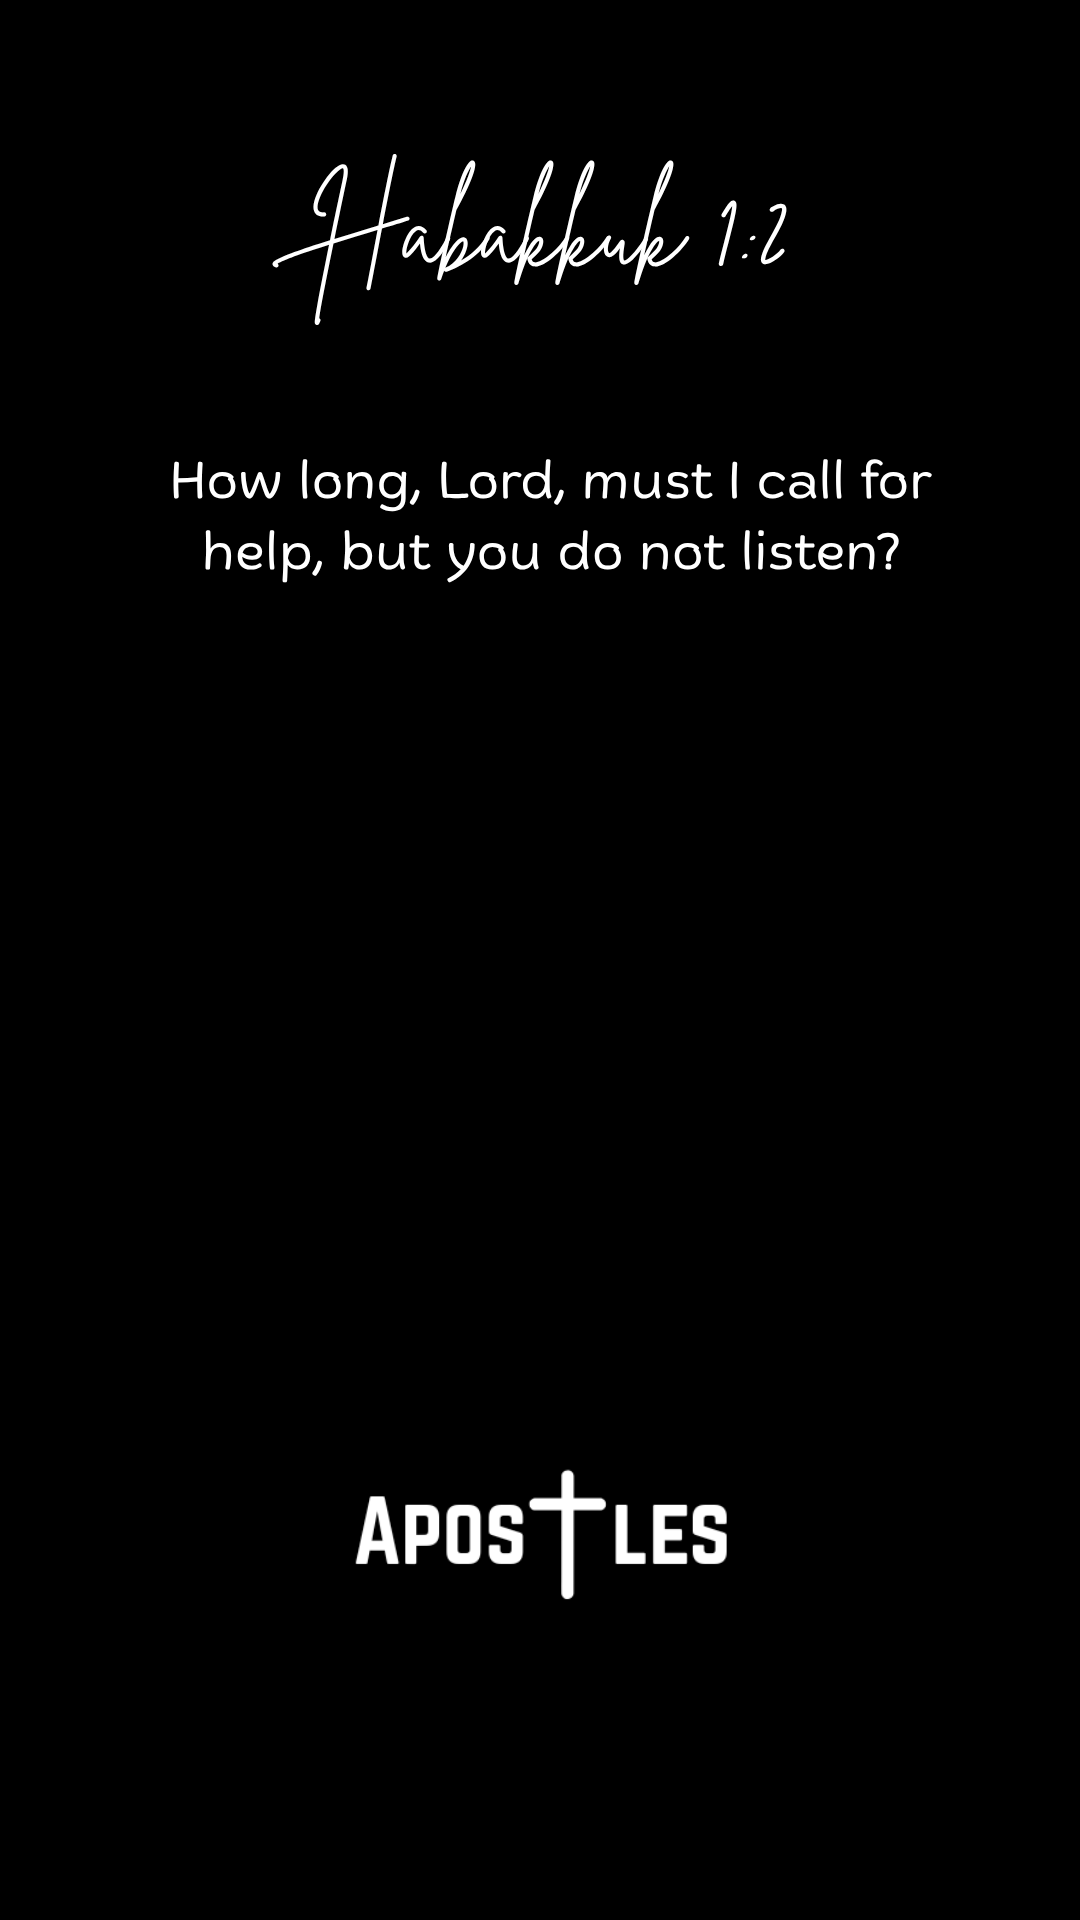 Habakkuk 1:2
How long, Lord, must I call for
help, but you do not listen?
APOSTLES